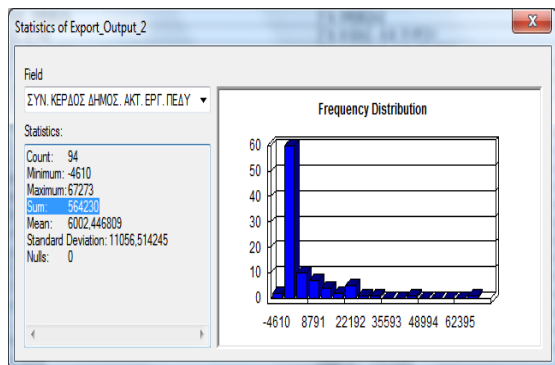 Statistics of Export_Output_2
Field
ΣΥΝ. ΚΕΡΔΟΣ ΔΗΜΟΣ. ΑΚΤ. ΕΡΓ. ΠΕΔΥ
Statistics:
Count: 94
Minimum: -4610
Maximum: 67273
Sum: 564230
Mean: 6002,446809
Standard Deviation: 11056,514245
Nulls: 0
Frequency Distribution
60
50
40
30
20
10
0
-4610 8791 22192 35593 48994 62395